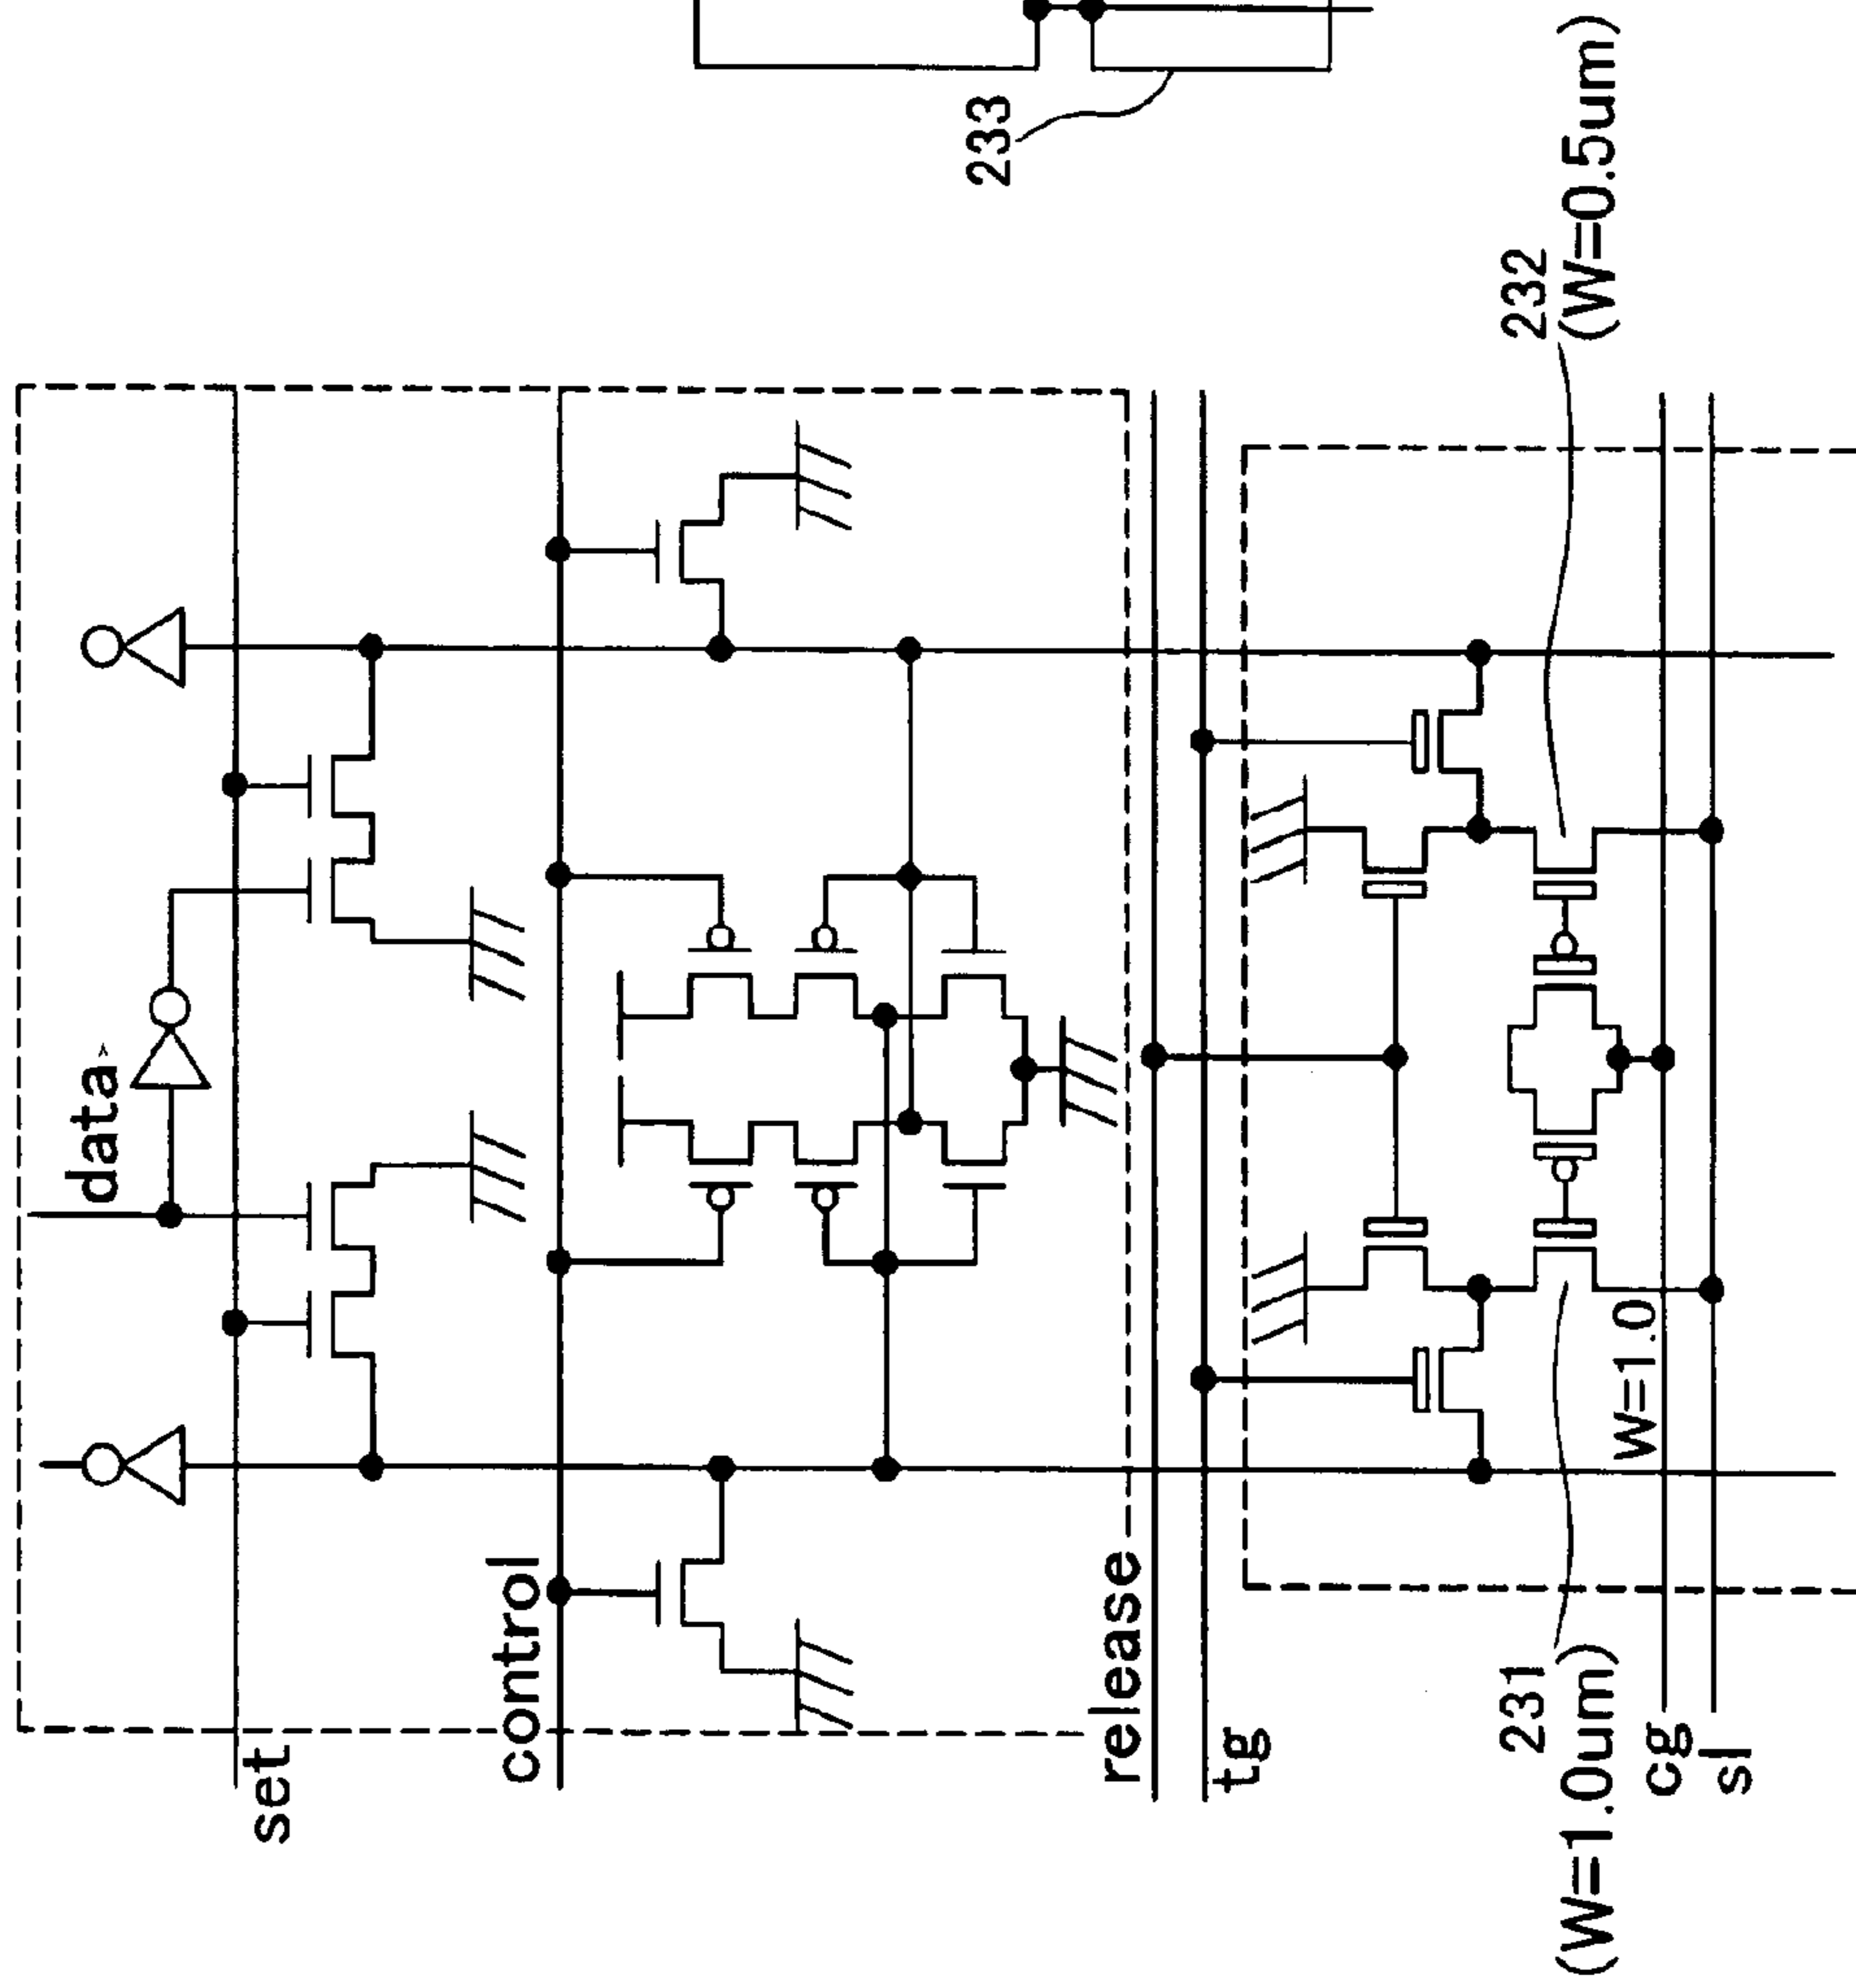 data
set
control
release
tg
231
(W=1.0um)
W=1.0
cg
sl
232
(W=0.5um)
233